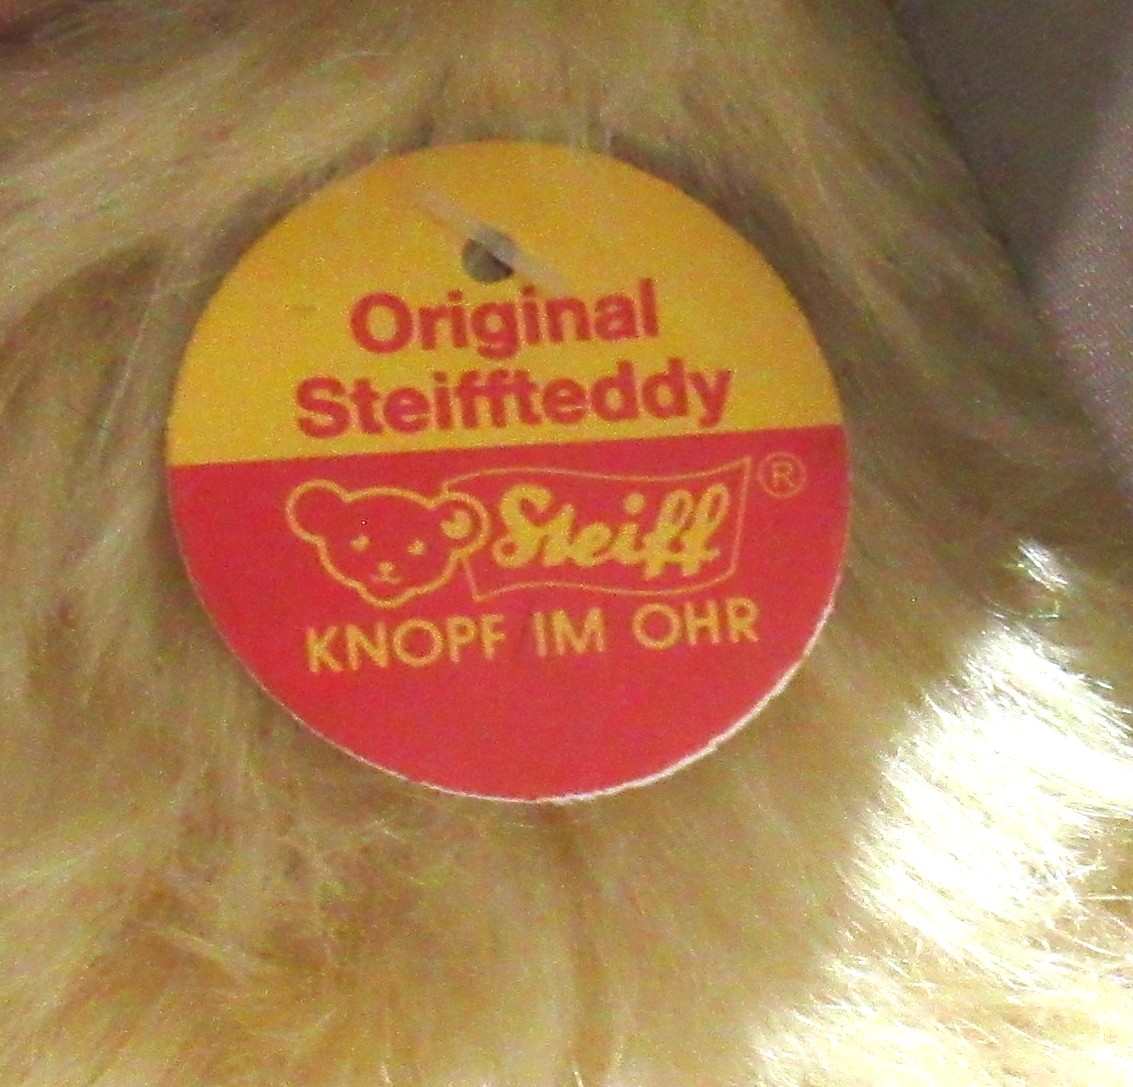 Original
Steiffteddy
Steiff ®
KNOPF IM OHR